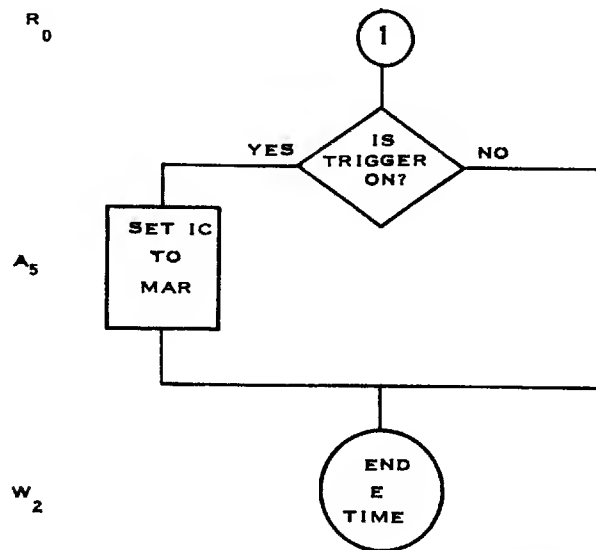 R₀
1
IS
TRIGGER
ON?
YES
NO
A₅
SET IC
TO
MAR
W₂
END
E
TIME